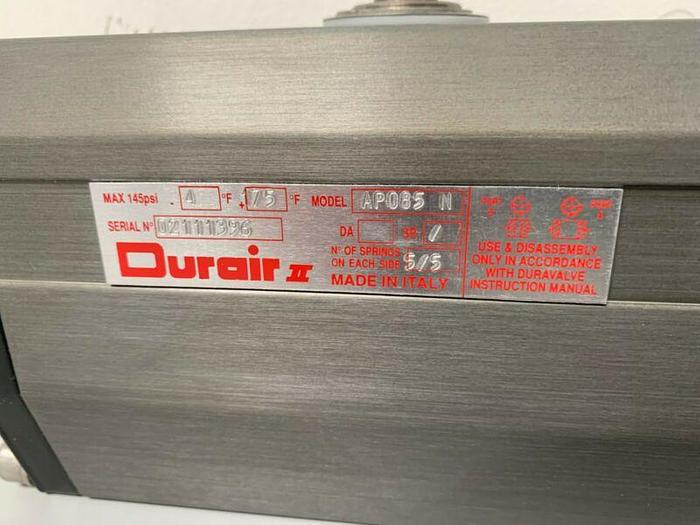 MAX 145psi - 4 °F + 175 °F MODEL AP085 N
SERIAL N° 02111396
DA SR /
Durair II
N° OF SPRINGS
ON EACH SIDE 5/5
MADE IN ITALY
USE & DISASSEMBLY
ONLY IN ACCORDANCE
WITH DURAVALVE
INSTRUCTION MANUAL